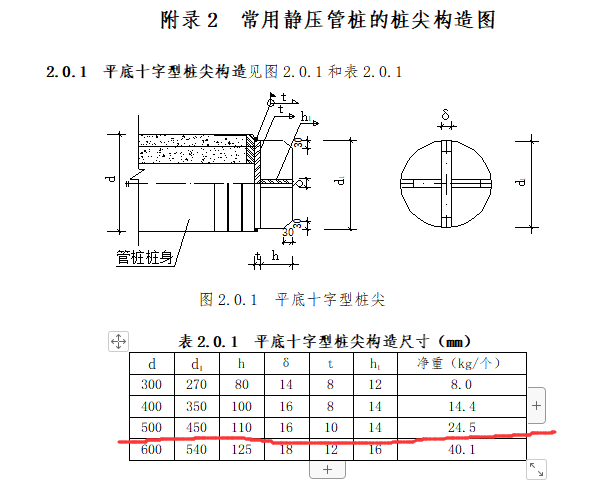 附录2 常用静压管桩的桩尖构造图
2.0.1 平底十字型桩尖构造见图2.0.1和表2.0.1
t
t
h₁
δ
30
d
d₁
d₁
30
30
t h
管桩桩身
图2.0.1 平底十字型桩尖
表2.0.1 平底十字型桩尖构造尺寸（mm）
d d₁ h δ t h₁ 净重（kg/个）
300 270 80 14 8 12 8.0
400 350 100 16 8 14 14.4
500 450 110 16 10 14 24.5
600 540 125 18 12 16 40.1